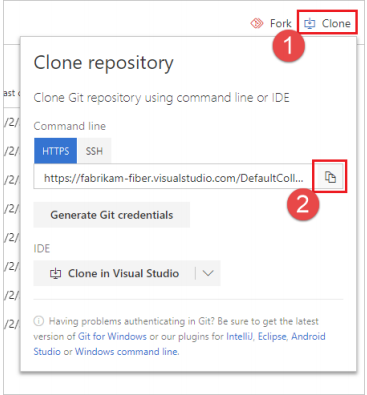 Fork Clone
1
Clone repository
Clone Git repository using command line or IDE
Command line
HTTPS SSH
https://fabrikam-fiber.visualstudio.com/DefaultColl...
2
Generate Git credentials
IDE
Clone in Visual Studio
Having problems authenticating in Git? Be sure to get the latest
version of Git for Windows or our plugins for IntelliJ, Eclipse, Android
Studio or Windows command line.
ast
/2/
/2/
/2/
/2/
/2/
/2/
/2/
/2/